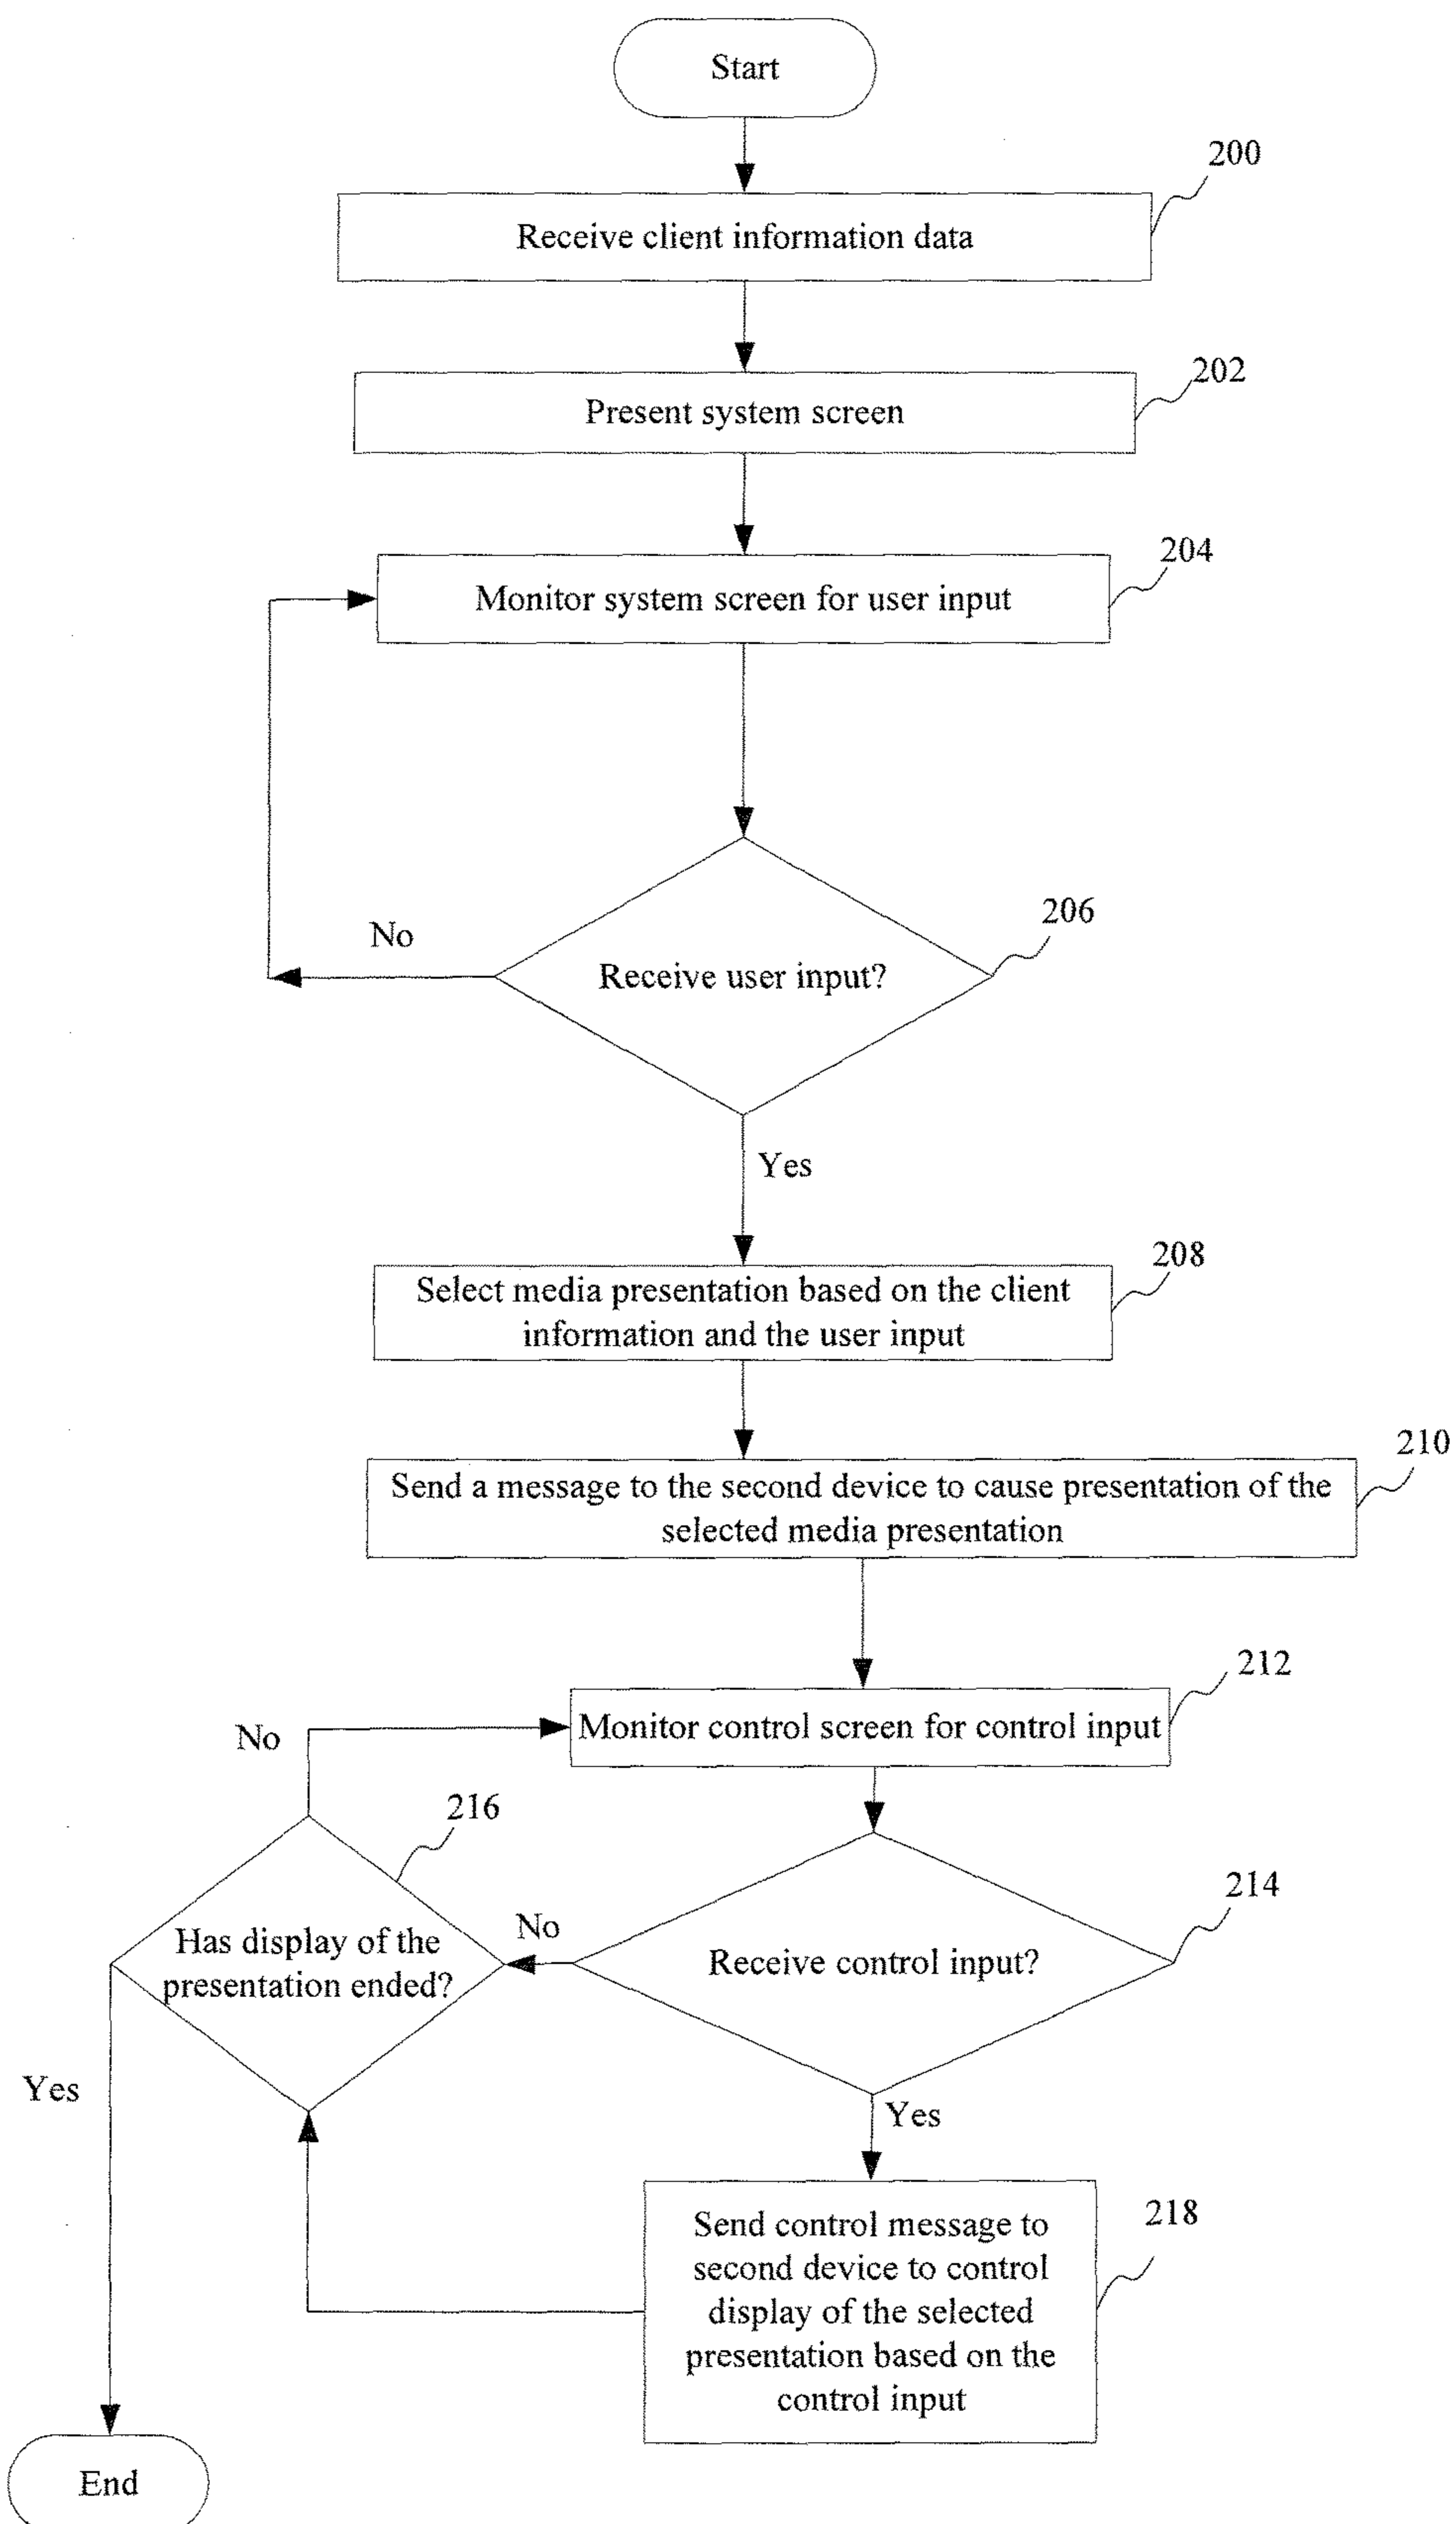 Start
200
Receive client information data
202
Present system screen
204
Monitor system screen for user input
206
No
Receive user input?
Yes
208
Select media presentation based on the client
information and the user input
210
Send a message to the second device to cause presentation of the
selected media presentation
212
Monitor control screen for control input
No
216
214
Has display of the
presentation ended?
No
Receive control input?
Yes
Yes
218
Send control message to
second device to control
display of the selected
presentation based on the
control input
End